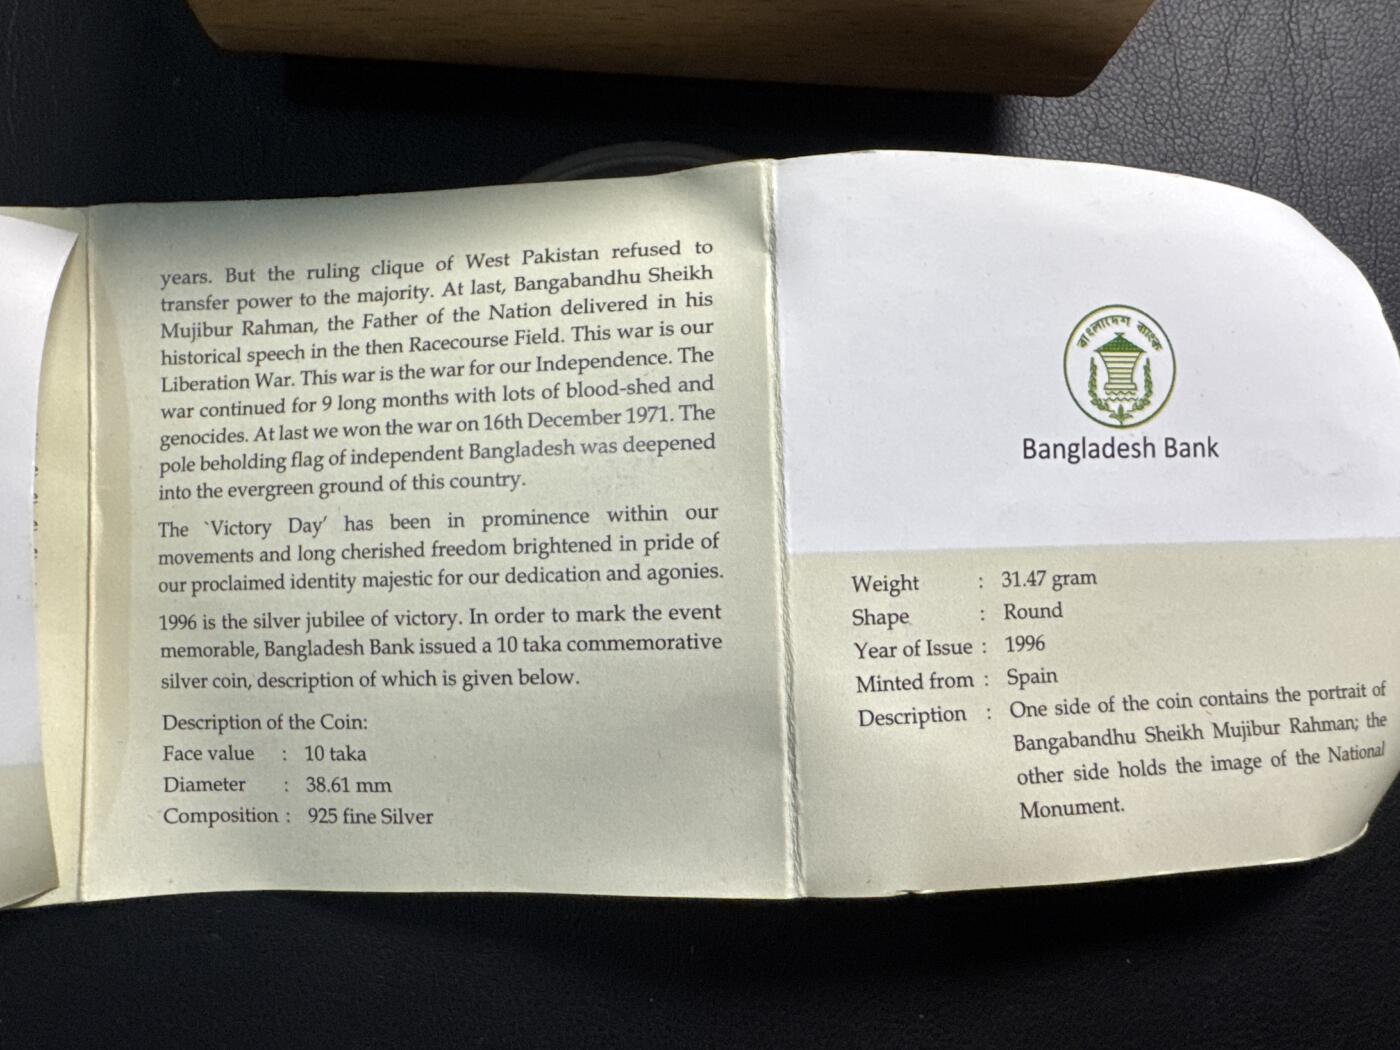 years. But the ruling clique of West Pakistan refused to
transfer power to the majority. At last, Bangabandhu Sheikh
Mujibur Rahman, the Father of the Nation delivered in his
historical speech in the then Racecourse Field. This war is our
Liberation War. This war is the war for our Independence. The
war continued for 9 long months with lots of blood-shed and
genocides. At last we won the war on 16th December 1971. The
pole beholding flag of independent Bangladesh was deepened
into the evergreen ground of this country.
The `Victory Day' has been in prominence within our
movements and long cherished freedom brightened in pride of
our proclaimed identity majestic for our dedication and agonies.
1996 is the silver jubilee of victory. In order to mark the event
memorable, Bangladesh Bank issued a 10 taka commemorative
silver coin, description of which is given below.
Description of the Coin:
Face value : 10 taka
Diameter : 38.61 mm
Composition : 925 fine Silver
বাংলাদেশ ব্যাংক
Bangladesh Bank
Weight : 31.47 gram
Shape : Round
Year of Issue : 1996
Minted from : Spain
Description : One side of the coin contains the portrait of
Bangabandhu Sheikh Mujibur Rahman; the
other side holds the image of the National
Monument.